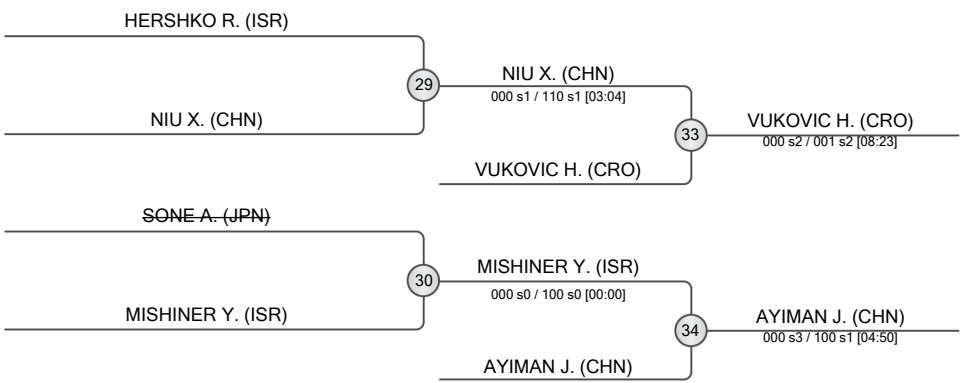 HERSHKO R. (ISR)
29
NIU X. (CHN)
NIU X. (CHN)
000 s1 / 110 s1 [03:04]
33
VUKOVIC H. (CRO)
VUKOVIC H. (CRO)
000 s2 / 001 s2 [08:23]
SONE A. (JPN)
30
MISHINER Y. (ISR)
MISHINER Y. (ISR)
000 s0 / 100 s0 [00:00]
34
AYIMAN J. (CHN)
AYIMAN J. (CHN)
000 s3 / 100 s1 [04:50]